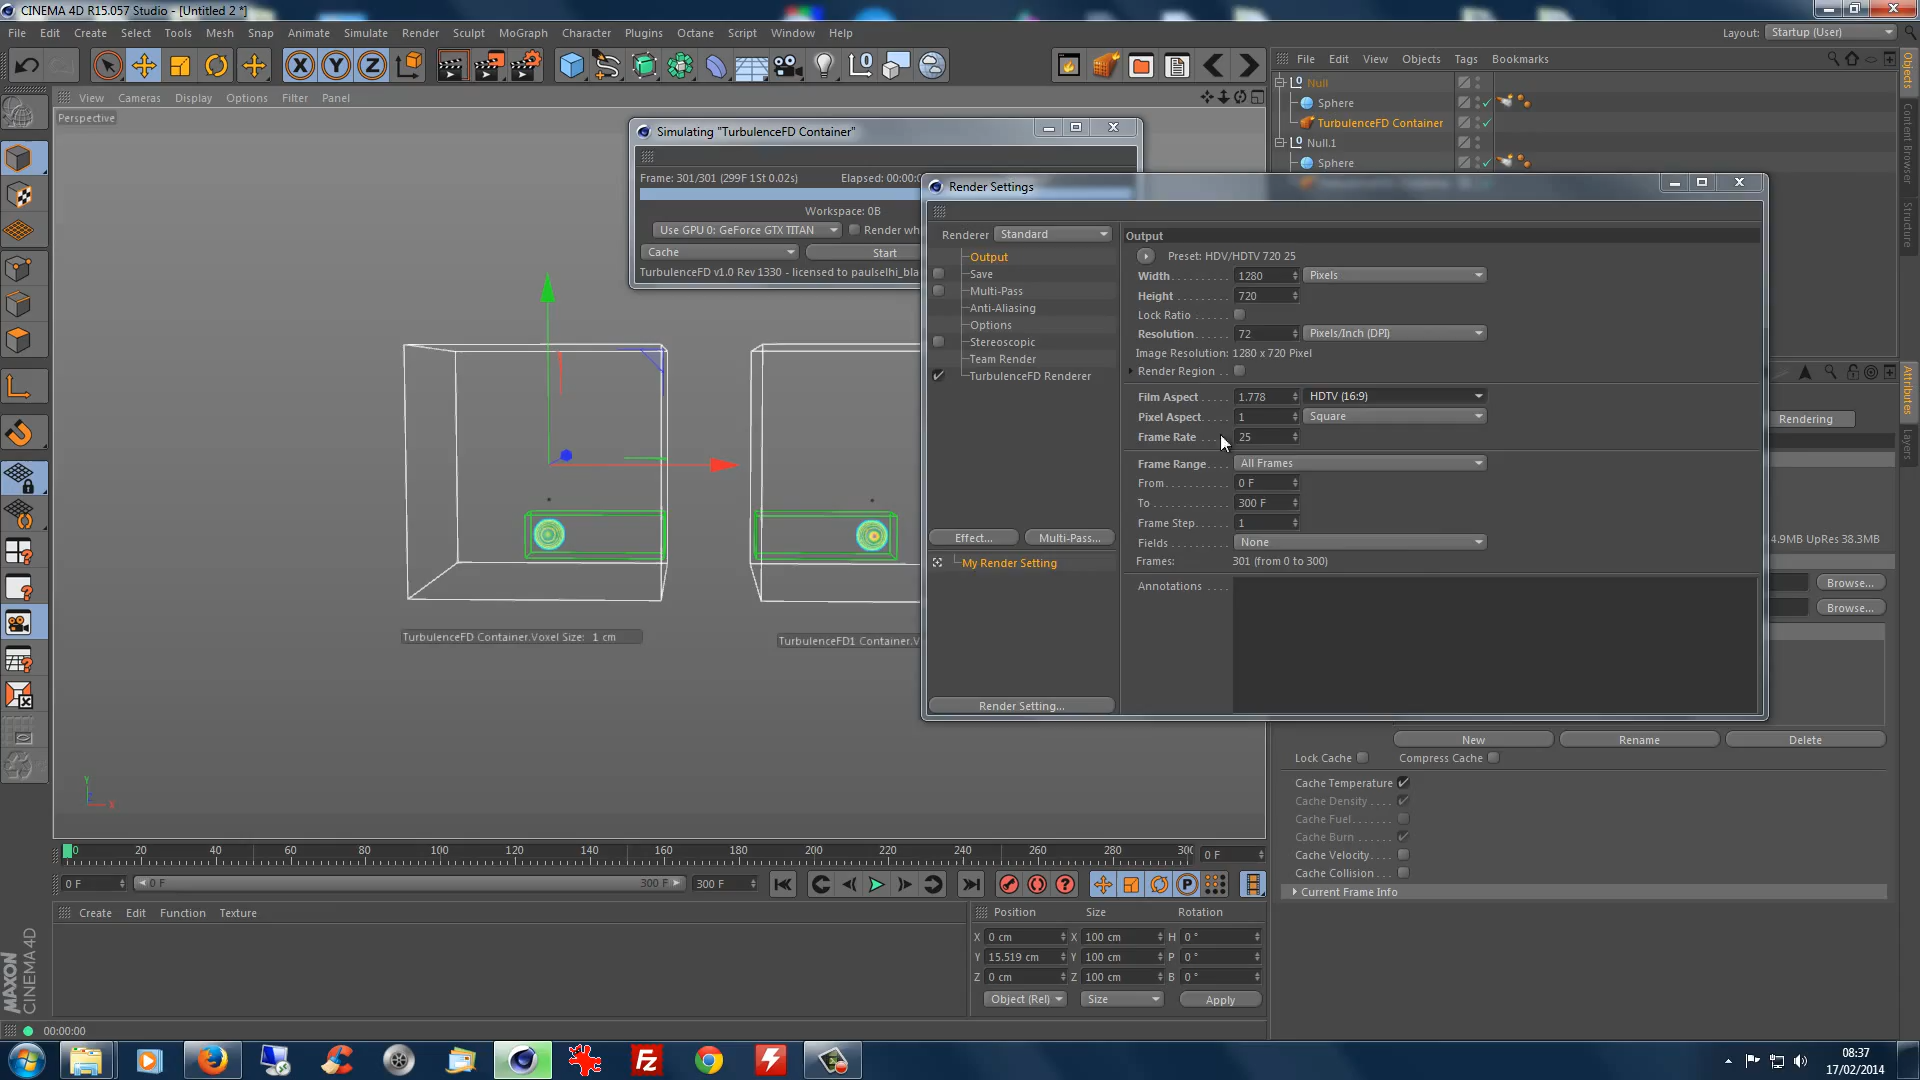 CINEMA 4D R15.057 Studio - [Untitled 2 *]
File Edit Create Select Tools Mesh Snap Animate Simulate Render Sculpt MoGraph Character Plugins Octane Script Window Help
Layout: Startup (User)
File Edit View Objects Tags Bookmarks
View Cameras Display Options Filter Panel
Perspective
Null
Sphere
TurbulenceFD Container
Null.1
Sphere
Objects
Content Browser
Structure
Attributes
Layers
Simulating "TurbulenceFD Container"
Frame: 301/301 (299F 1St 0.02s) Elapsed: 00:00:0
Workspace: 0B
Use GPU 0: GeForce GTX TITAN Render wh
Cache Start
TurbulenceFD v1.0 Rev 1330 - licensed to paulselhi_bla
Render Settings
Renderer Standard
Output
Save
Multi-Pass
Anti-Aliasing
Options
Stereoscopic
Team Render
TurbulenceFD Renderer
Effect... Multi-Pass...
My Render Setting
Render Setting...
Output
Preset: HDV/HDTV 720 25
Width 1280 Pixels
Height 720
Lock Ratio
Resolution 72 Pixels/Inch (DPI)
Image Resolution: 1280 x 720 Pixel
Render Region
Film Aspect 1.778 HDTV (16:9)
Pixel Aspect 1 Square
Frame Rate 25
Frame Range All Frames
From 0 F
To 300 F
Frame Step 1
Fields None
Frames: 301 (from 0 to 300)
Annotations
Rendering
4.9MB UpRes 38.3MB
Browse...
Browse...
TurbulenceFD Container.Voxel Size: 1 cm
TurbulenceFD1 Container.V
New Rename Delete
Lock Cache Compress Cache
Cache Temperature
Cache Density
Cache Fuel
Cache Burn
Cache Velocity
Cache Collision
Current Frame Info
Y
X
0 20 40 60 80 100 120 140 160 180 200 220 240 260 280 300 0 F
0 F 0 F 300 F 300 F
Create Edit Function Texture
Position Size Rotation
X 0 cm X 100 cm H 0 °
Y 15.519 cm Y 100 cm P 0 °
Z 0 cm Z 100 cm B 0 °
Object (Rel) Size Apply
MAXON CINEMA 4D
00:00:00
08:37
17/02/2014